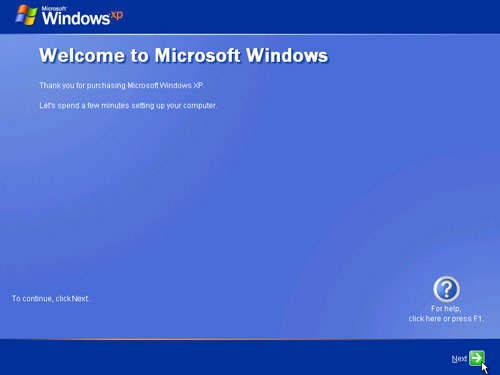 Microsoft
Windows xp
Welcome to Microsoft Windows
Thank you for purchasing Microsoft Windows XP.
Let's spend a few minutes setting up your computer.
To continue, click Next.
?
For help,
click here or press F1.
Next